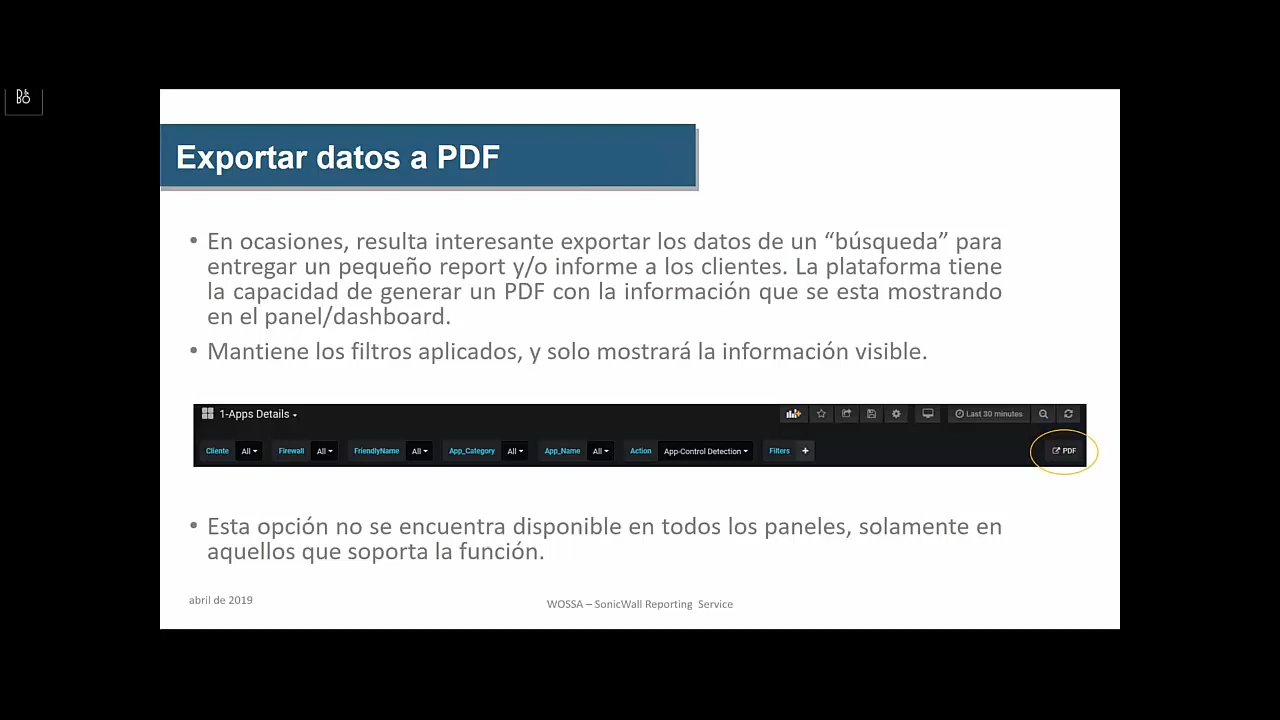 D&
BO
Exportar datos a PDF
• En ocasiones, resulta interesante exportar los datos de un “búsqueda” para
entregar un pequeño report y/o informe a los clientes. La plataforma tiene
la capacidad de generar un PDF con la información que se esta mostrando
en el panel/dashboard.
• Mantiene los filtros aplicados, y solo mostrará la información visible.
1-Apps Details
Last 30 minutes
Cliente All Firewall All FriendlyName All App_Category All App_Name All Action App-Control Detection Filters + PDF
• Esta opción no se encuentra disponible en todos los paneles, solamente en
aquellos que soporta la función.
abril de 2019
WOSSA – SonicWall Reporting Service